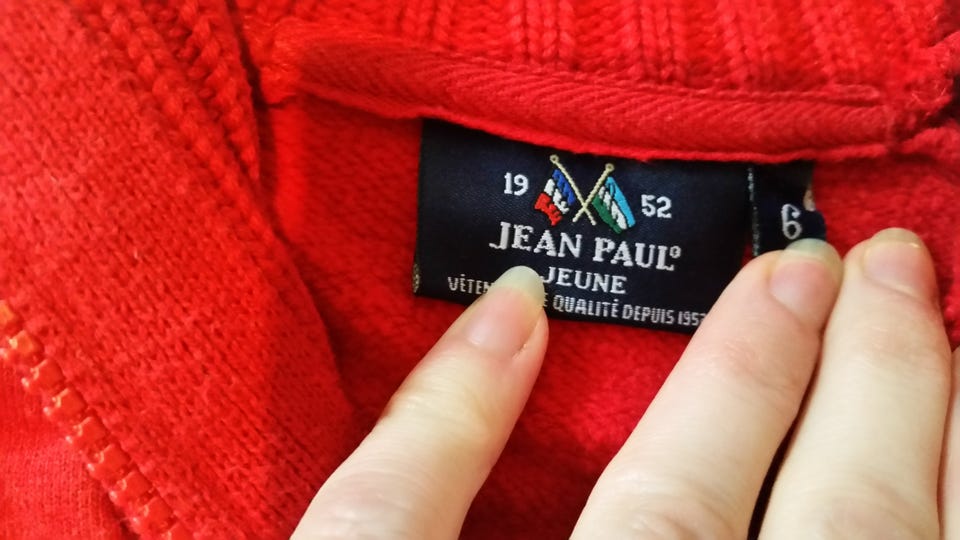 19 52
JEAN PAUL
JEUNE
QUALITÉ DEPUIS
6